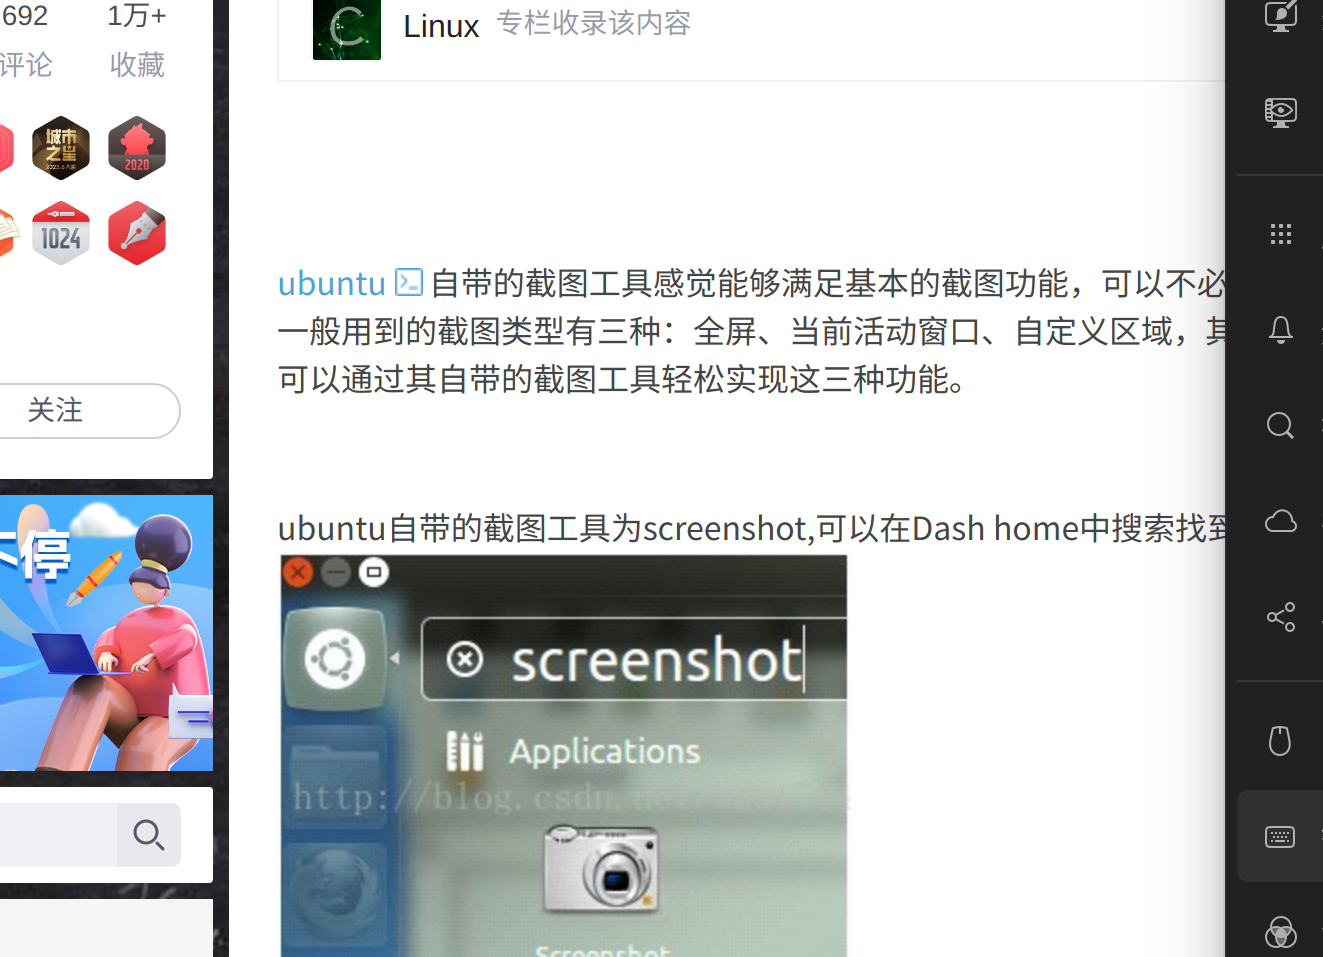 692
1万+
评论
收藏
城市
之星
2020
1024
关注
不停
Linux 专栏收录该内容
ubuntu 自带的截图工具感觉能够满足基本的截图功能，可以不必
一般用到的截图类型有三种：全屏、当前活动窗口、自定义区域，其
可以通过其自带的截图工具轻松实现这三种功能。
ubuntu自带的截图工具为screenshot,可以在Dash home中搜索找到
screenshot
Applications
http://blog.csdn.net
Screenshot